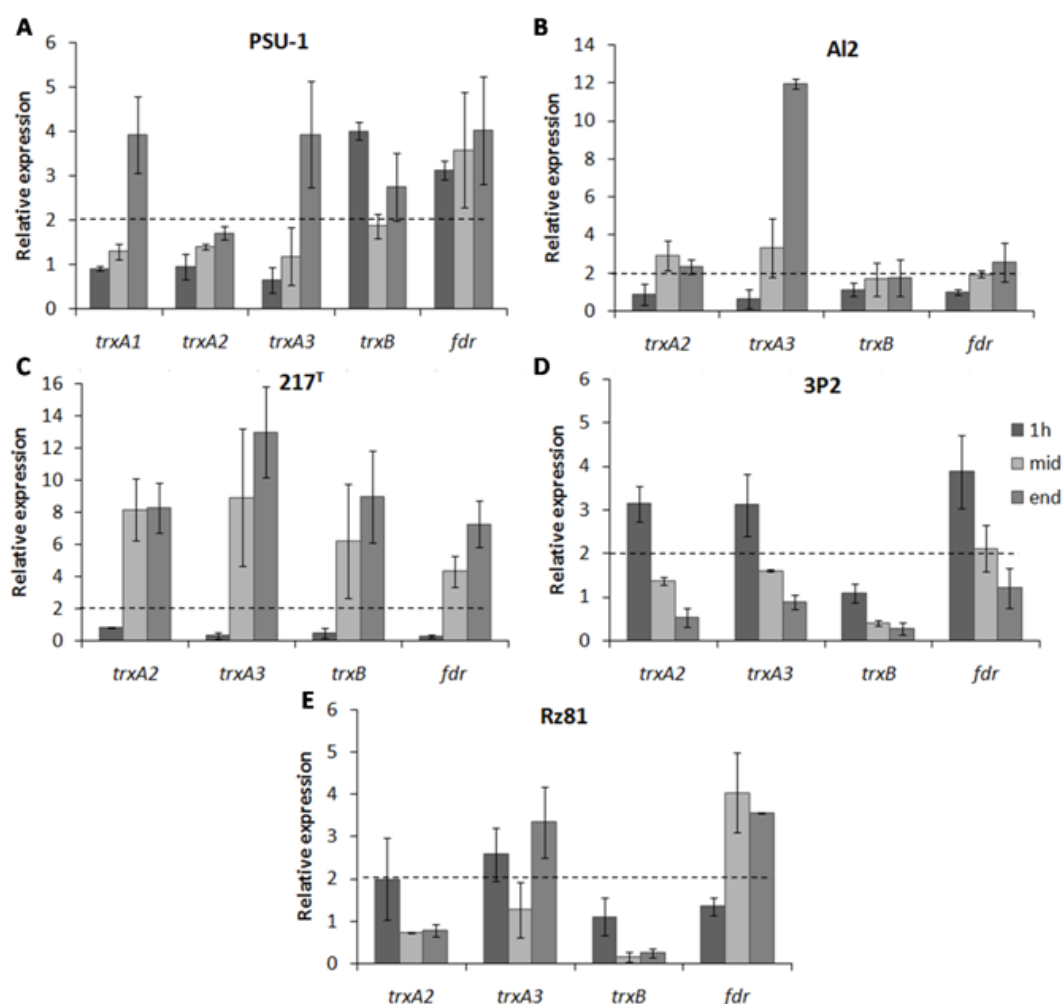 A
PSU-1
Relative expression
6
5
4
3
2
1
0
trxA1 trxA2 trxA3 trxB fdr
B
Al2
Relative expression
14
12
10
8
6
4
2
0
trxA2 trxA3 trxB fdr
C
217ᵀ
Relative expression
16
14
12
10
8
6
4
2
0
trxA2 trxA3 trxB fdr
D
3P2
Relative expression
6
5
4
3
2
1
0
trxA2 trxA3 trxB fdr
1h
mid
end
E
Rz81
Relative expression
6
5
4
3
2
1
0
trxA2 trxA3 trxB fdr